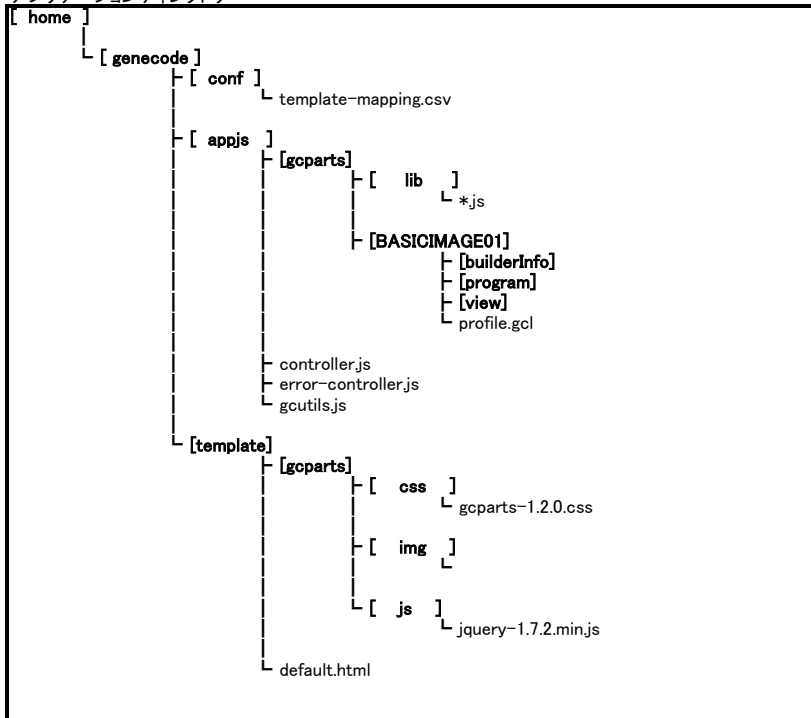 [ home ]
[ genecode ]
[ conf ]
template-mapping.csv
[ appjs ]
[gcparts]
[ lib ]
*.js
[BASICIMAGE01]
[builderInfo]
[program]
[view]
profile.gcl
controller.js
error-controller.js
gcutils.js
[template]
[gcparts]
[ css ]
gcparts-1.2.0.css
[ img ]
[ js ]
jquery-1.7.2.min.js
default.html